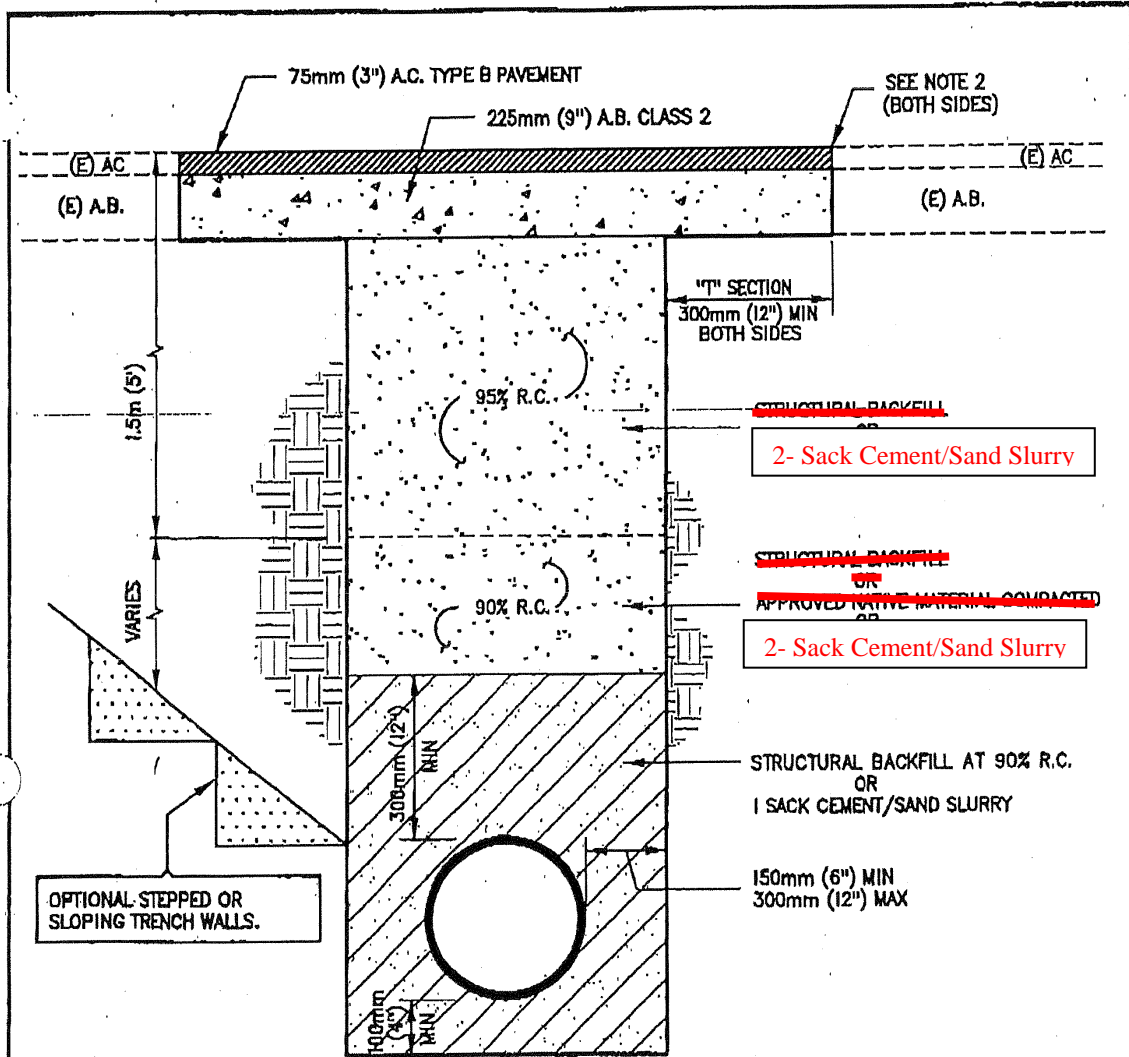 75mm (3") A.C. TYPE B PAVEMENT
SEE NOTE 2
(BOTH SIDES)
225mm (9") A.B. CLASS 2
(E) AC
(E) AC
(E) A.B.
(E) A.B.
"T" SECTION
300mm (12") MIN
BOTH SIDES
1.5m (5')
95% R.C.
STRUCTURAL BACKFILL
OR
2- Sack Cement/Sand Slurry
VARIES
90% R.C.
STRUCTURAL BACKFILL
OR
APPROVED NATIVE MATERIAL COMPACTED
OR
2- Sack Cement/Sand Slurry
300mm (12")
MIN
STRUCTURAL BACKFILL AT 90% R.C.
OR
1 SACK CEMENT/SAND SLURRY
150mm (6") MIN
300mm (12") MAX
OPTIONAL STEPPED OR
SLOPING TRENCH WALLS.
100mm
(4")
MIN